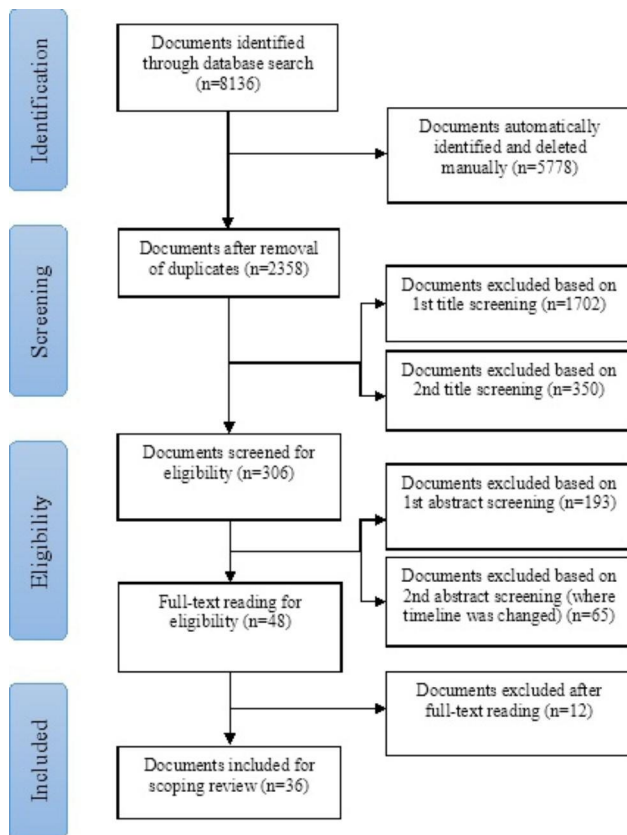 Identification
Documents identified
through database search
(n=8136)
Documents automatically
identified and deleted
manually (n=5778)
Screening
Documents after removal
of duplicates (n=2358)
Documents excluded based on
1st title screening (n=1702)
Documents excluded based on
2nd title screening (n=350)
Eligibility
Documents screened for
eligibility (n=306)
Documents excluded based on
1st abstract screening (n=193)
Documents excluded based on
2nd abstract screening (where
timeline was changed) (n=65)
Full-text reading for
eligibility (n=48)
Included
Documents excluded after
full-text reading (n=12)
Documents included for
scoping review (n=36)